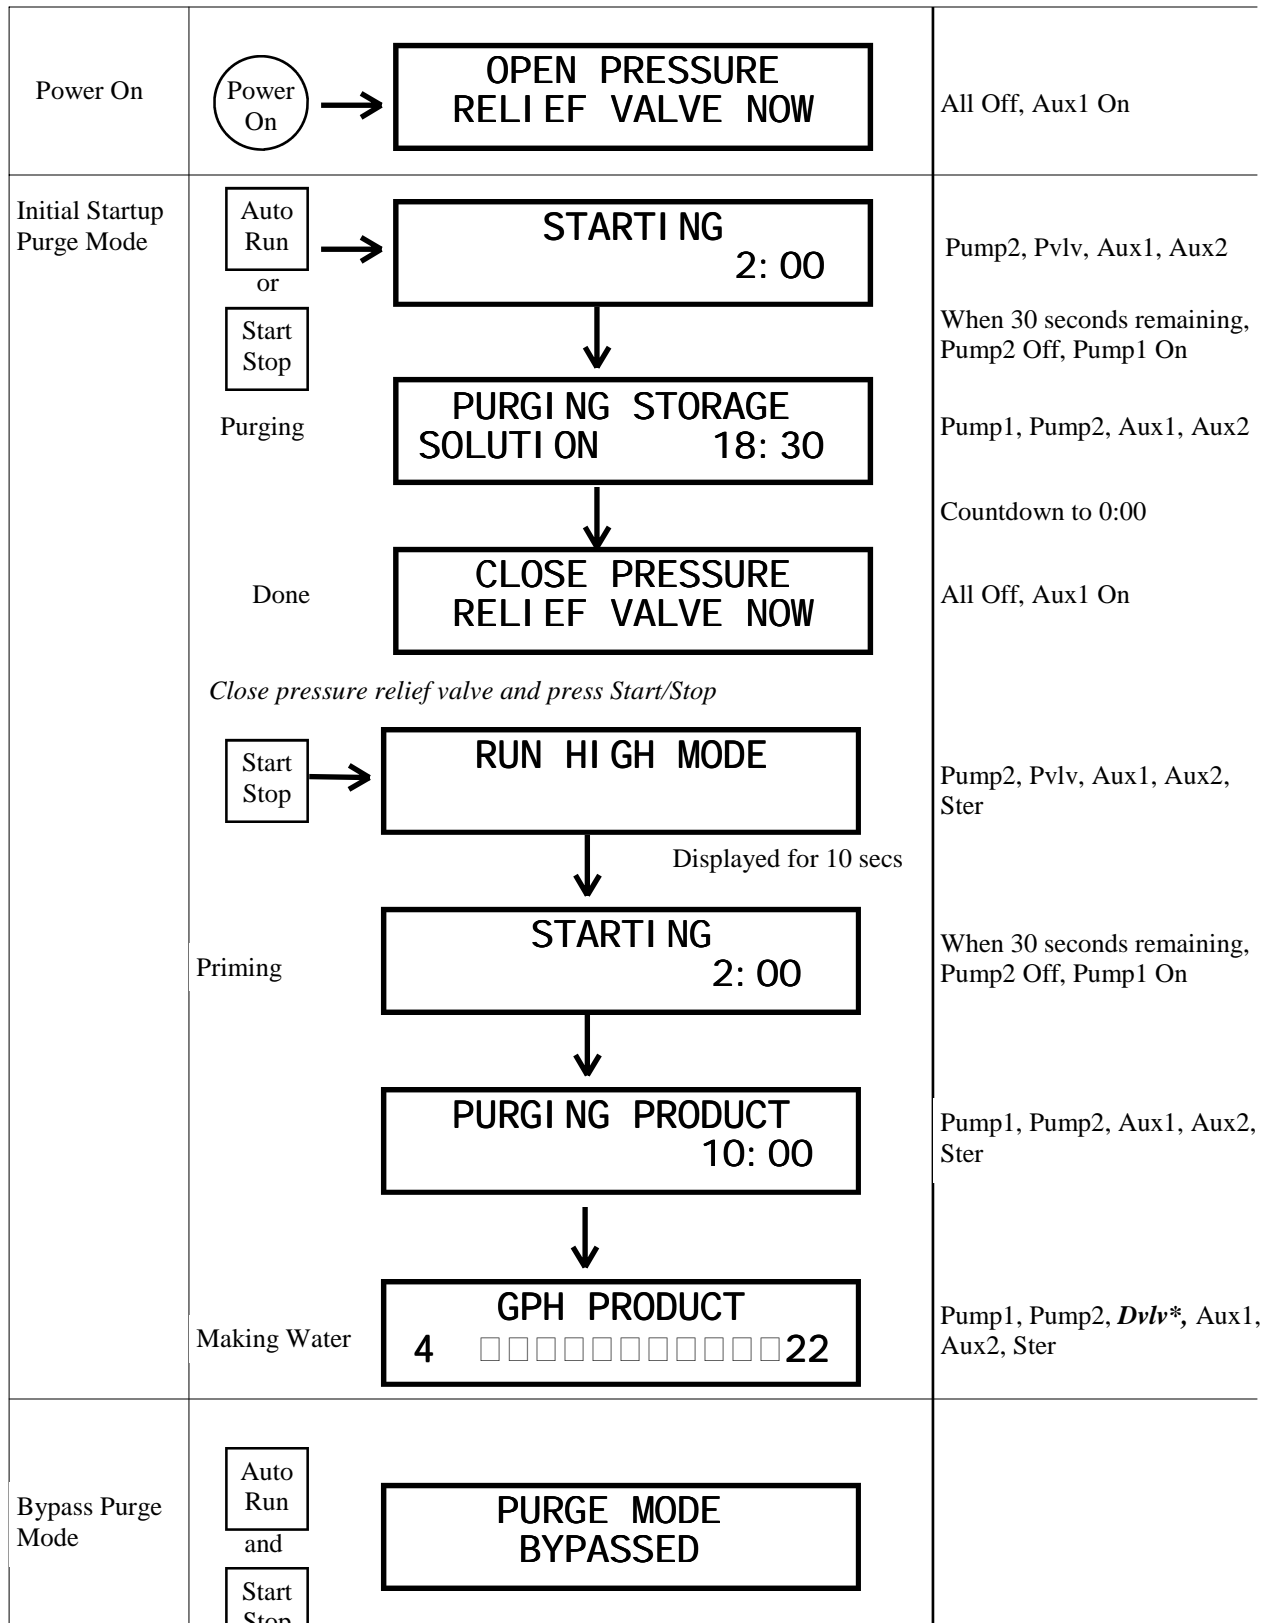 Power On
Power
On
OPEN PRESSURE
RELIEF VALVE NOW
All Off, Aux1 On
Initial Startup
Purge Mode
Auto
Run
or
Start
Stop
STARTING
2:00
Pump2, Pvlv, Aux1, Aux2
When 30 seconds remaining,
Pump2 Off, Pump1 On
Purging
PURGING STORAGE
SOLUTION 18:30
Pump1, Pump2, Aux1, Aux2
Countdown to 0:00
Done
CLOSE PRESSURE
RELIEF VALVE NOW
All Off, Aux1 On
Close pressure relief valve and press Start/Stop
Start
Stop
RUN HIGH MODE
Pump2, Pvlv, Aux1, Aux2,
Ster
Displayed for 10 secs
Priming
STARTING
2:00
When 30 seconds remaining,
Pump2 Off, Pump1 On
PURGING PRODUCT
10:00
Pump1, Pump2, Aux1, Aux2,
Ster
Making Water
GPH PRODUCT
4 □□□□□□□□□□□22
Pump1, Pump2, Dvlv*, Aux1,
Aux2, Ster
Bypass Purge
Mode
Auto
Run
and
Start
Stop
PURGE MODE
BYPASSED